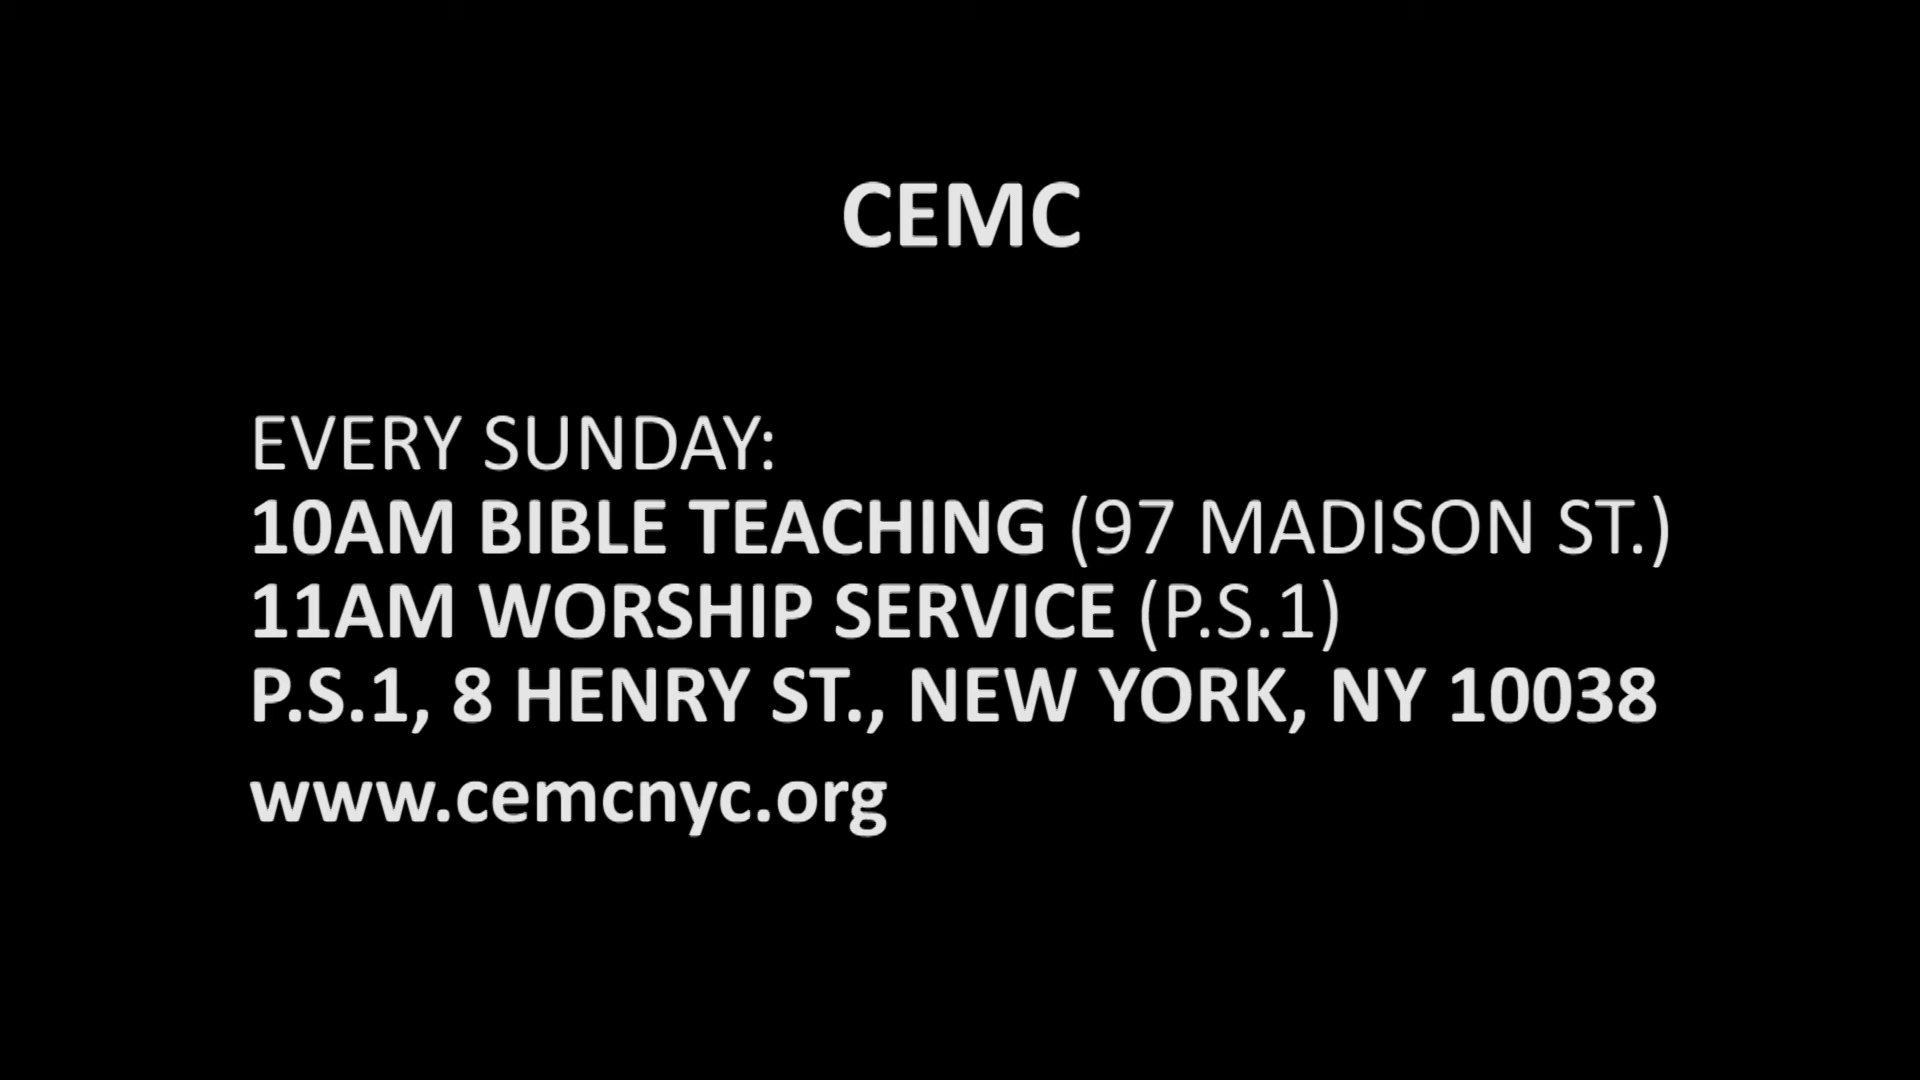 CEMC
EVERY SUNDAY:
10AM BIBLE TEACHING (97 MADISON ST.)
11AM WORSHIP SERVICE (P.S.1)
P.S.1, 8 HENRY ST., NEW YORK, NY 10038
www.cemcnyc.org